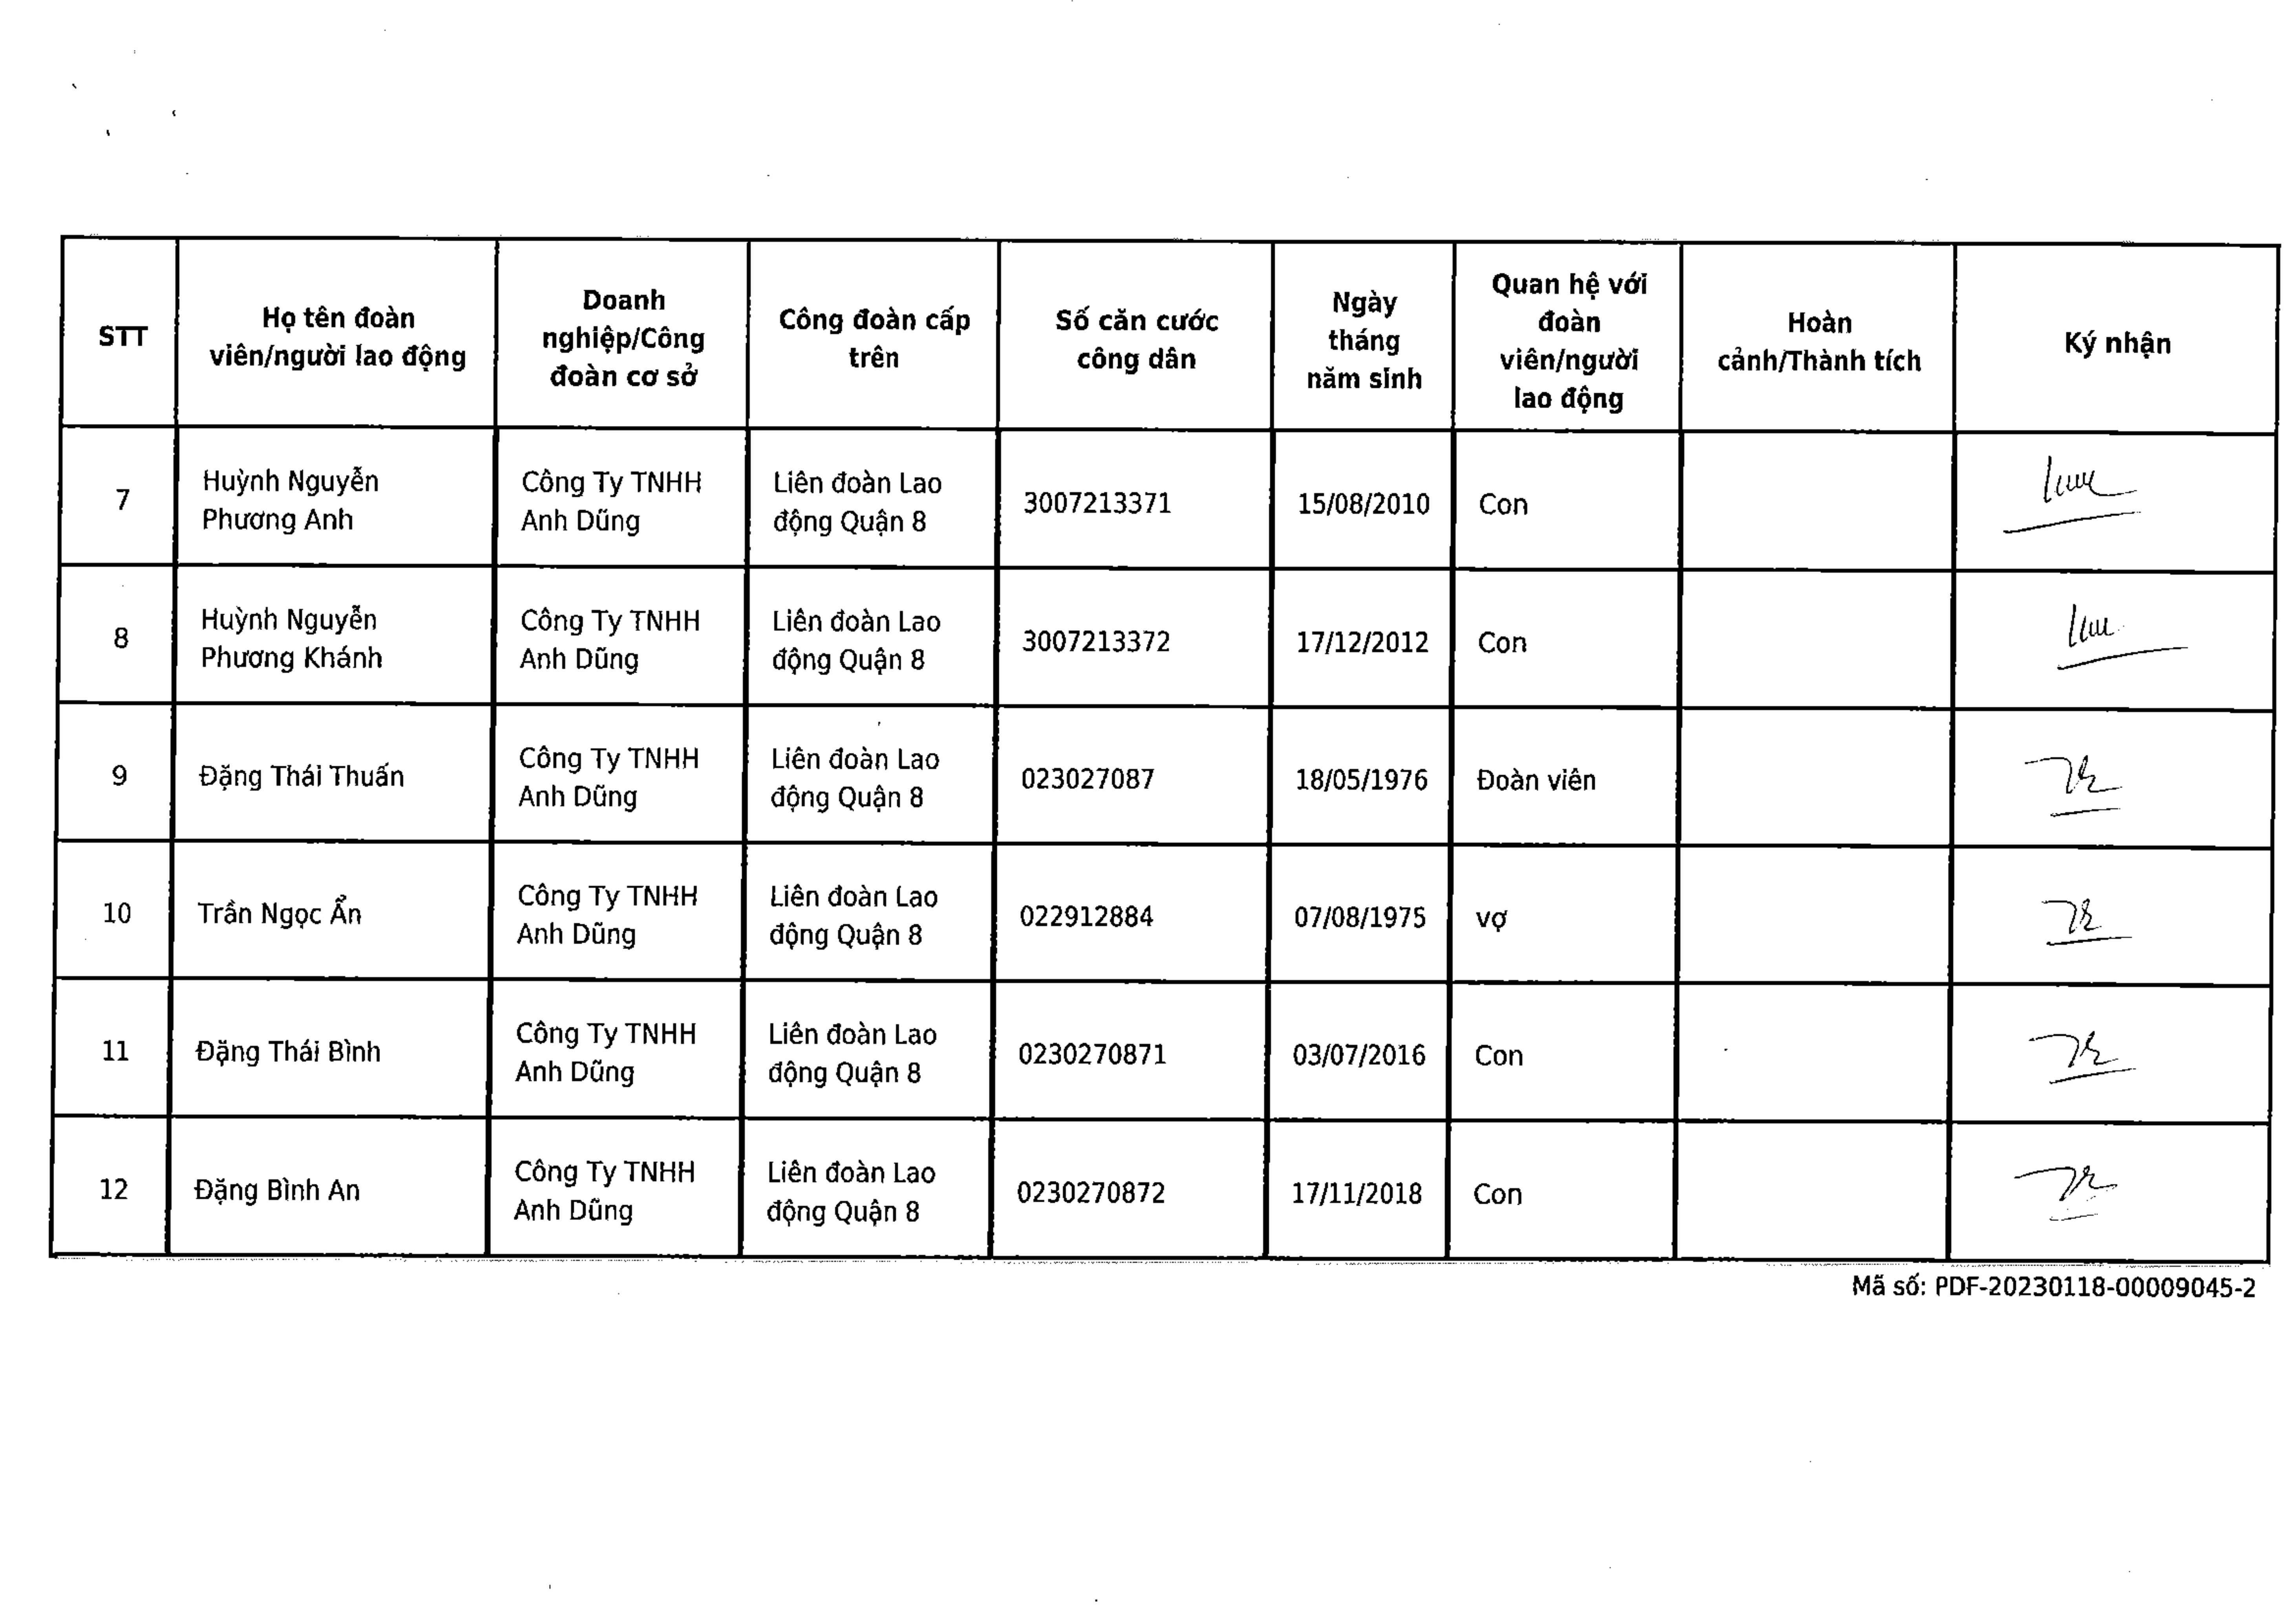 STT
Họ tên đoàn
viên/người lao động
Doanh
nghiệp/Công
đoàn cơ sở
Công đoàn cấp
trên
Số căn cước
công dân
Ngày
tháng
năm sinh
Quan hệ với
đoàn
viên/người
lao động
Hoàn
cảnh/Thành tích
Ký nhận
7
Huỳnh Nguyễn
Phương Anh
Công Ty TNHH
Anh Dũng
Liên đoàn Lao
động Quận 8
3007213371
15/08/2010
Con
8
Huỳnh Nguyễn
Phương Khánh
Công Ty TNHH
Anh Dũng
Liên đoàn Lao
động Quận 8
3007213372
17/12/2012
Con
9
Đặng Thái Thuấn
Công Ty TNHH
Anh Dũng
Liên đoàn Lao
động Quận 8
023027087
18/05/1976
Đoàn viên
10
Trần Ngọc Ẩn
Công Ty TNHH
Anh Dũng
Liên đoàn Lao
động Quận 8
022912884
07/08/1975
vợ
11
Đặng Thái Bình
Công Ty TNHH
Anh Dũng
Liên đoàn Lao
động Quận 8
0230270871
03/07/2016
Con
12
Đặng Bình An
Công Ty TNHH
Anh Dũng
Liên đoàn Lao
động Quận 8
0230270872
17/11/2018
Con
Mã số: PDF-20230118-00009045-2